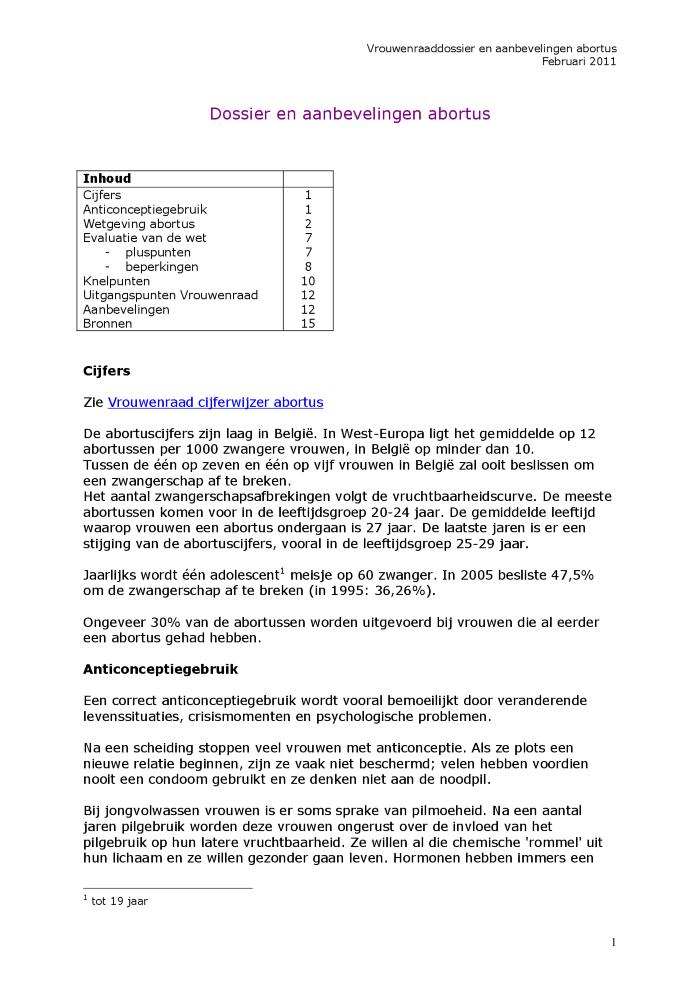 Vrouwenraaddossier en aanbevelingen abortus
Februari 2011
Dossier en aanbevelingen abortus
Inhoud
Cijfers 1
Anticonceptiegebruik 1
Wetgeving abortus 2
Evaluatie van de wet 7
- pluspunten 7
- beperkingen 8
Knelpunten 10
Uitgangspunten Vrouwenraad 12
Aanbevelingen 12
Bronnen 15
Cijfers
Zie Vrouwenraad cijferwijzer abortus
De abortuscijfers zijn laag in België. In West-Europa ligt het gemiddelde op 12
abortussen per 1000 zwangere vrouwen, in België op minder dan 10.
Tussen de één op zeven en één op vijf vrouwen in België zal ooit beslissen om
een zwangerschap af te breken.
Het aantal zwangerschapsafbrekingen volgt de vruchtbaarheidscurve. De meeste
abortussen komen voor in de leeftijdsgroep 20-24 jaar. De gemiddelde leeftijd
waarop vrouwen een abortus ondergaan is 27 jaar. De laatste jaren is er een
stijging van de abortuscijfers, vooral in de leeftijdsgroep 25-29 jaar.
Jaarlijks wordt één adolescent1 meisje op 60 zwanger. In 2005 besliste 47,5%
om de zwangerschap af te breken (in 1995: 36,26%).
Ongeveer 30% van de abortussen worden uitgevoerd bij vrouwen die al eerder
een abortus gehad hebben.
Anticonceptiegebruik
Een correct anticonceptiegebruik wordt vooral bemoeilijkt door veranderende
levenssituaties, crisismomenten en psychologische problemen.
Na een scheiding stoppen veel vrouwen met anticonceptie. Als ze plots een
nieuwe relatie beginnen, zijn ze vaak niet beschermd; velen hebben voordien
nooit een condoom gebruikt en ze denken niet aan de noodpil.
Bij jongvolwassen vrouwen is er soms sprake van pilmoeheid. Na een aantal
jaren pilgebruik worden deze vrouwen ongerust over de invloed van het
pilgebruik op hun latere vruchtbaarheid. Ze willen al die chemische 'rommel' uit
hun lichaam en ze willen gezonder gaan leven. Hormonen hebben immers een
1 tot 19 jaar
1